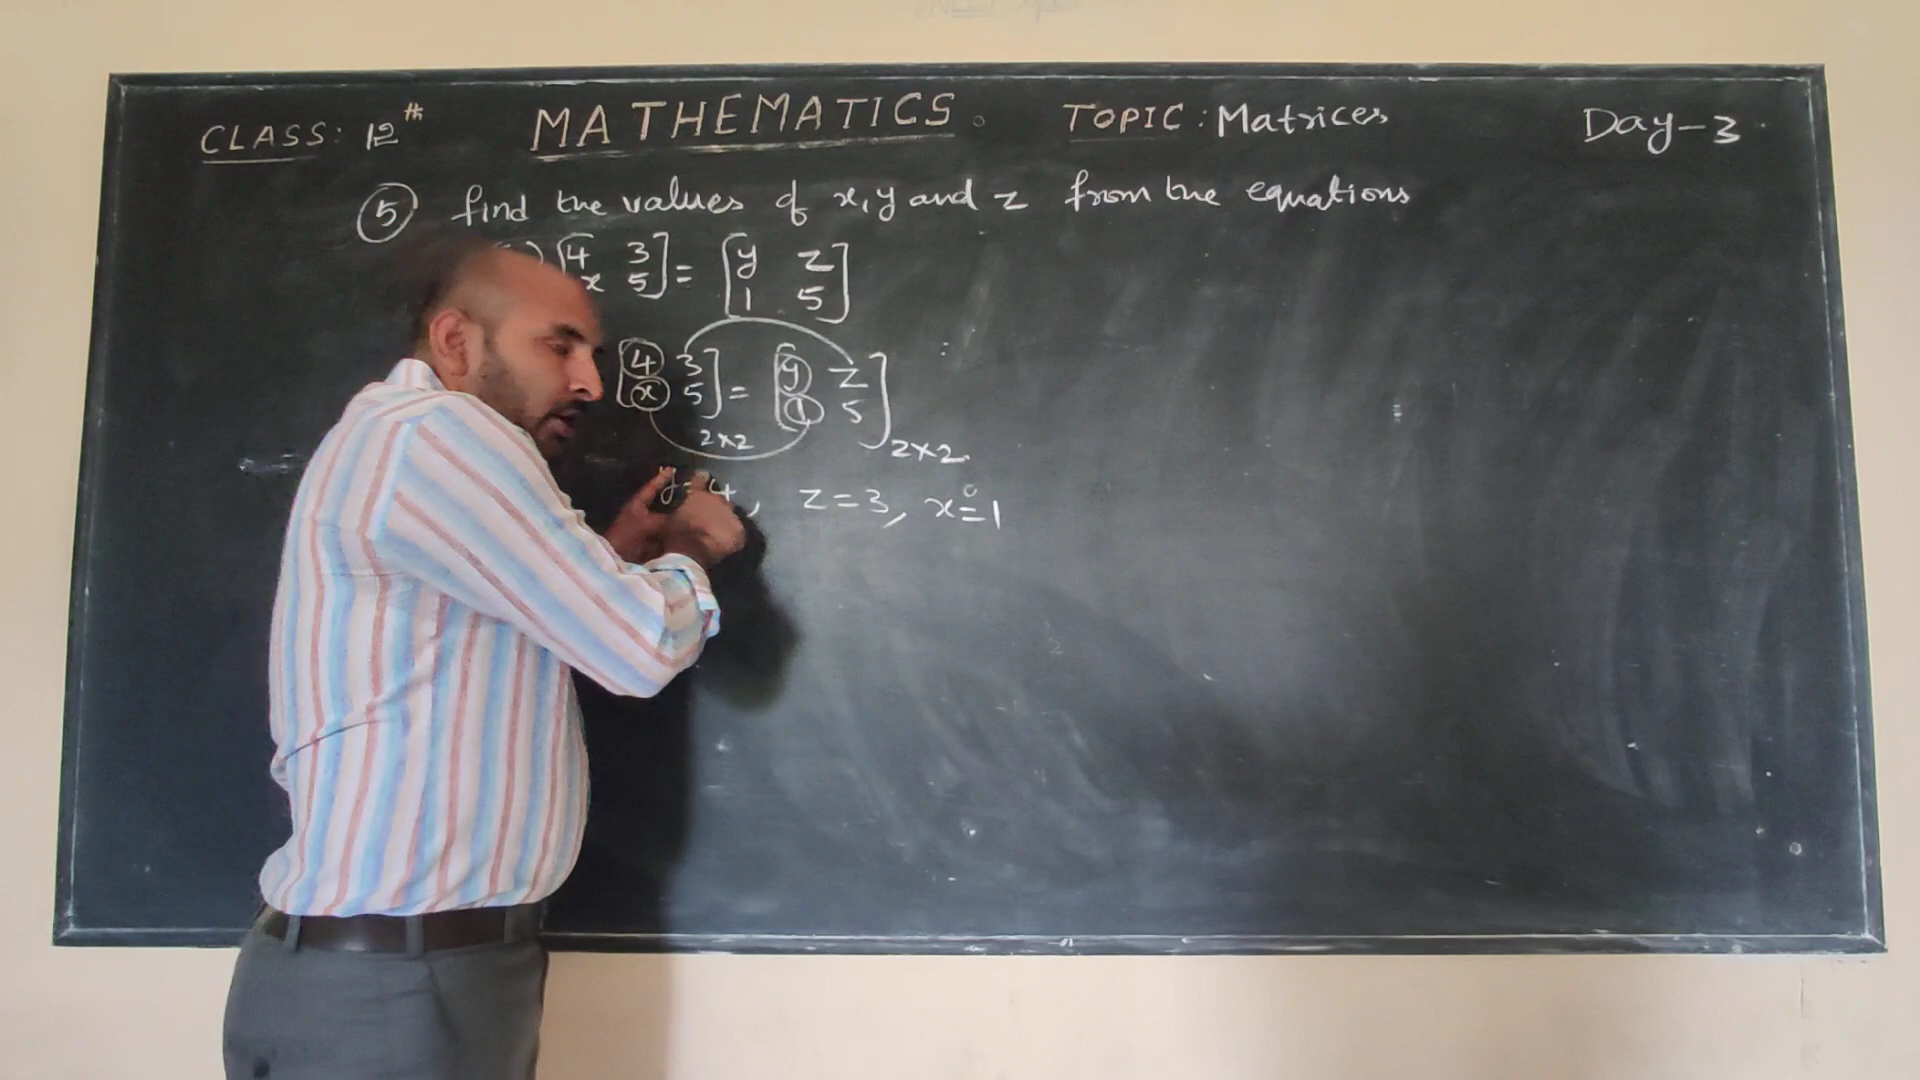 CLASS: 12th MATHEMATICS. TOPIC: Matrices Day-3
5 find the values of x, y and z from the equations
) [4 3] = [y z]
x 5] [1 5]
[4 3] = [y z]
[x 5] [1 5]
2×2 2×2
y=4, z=3, x=1